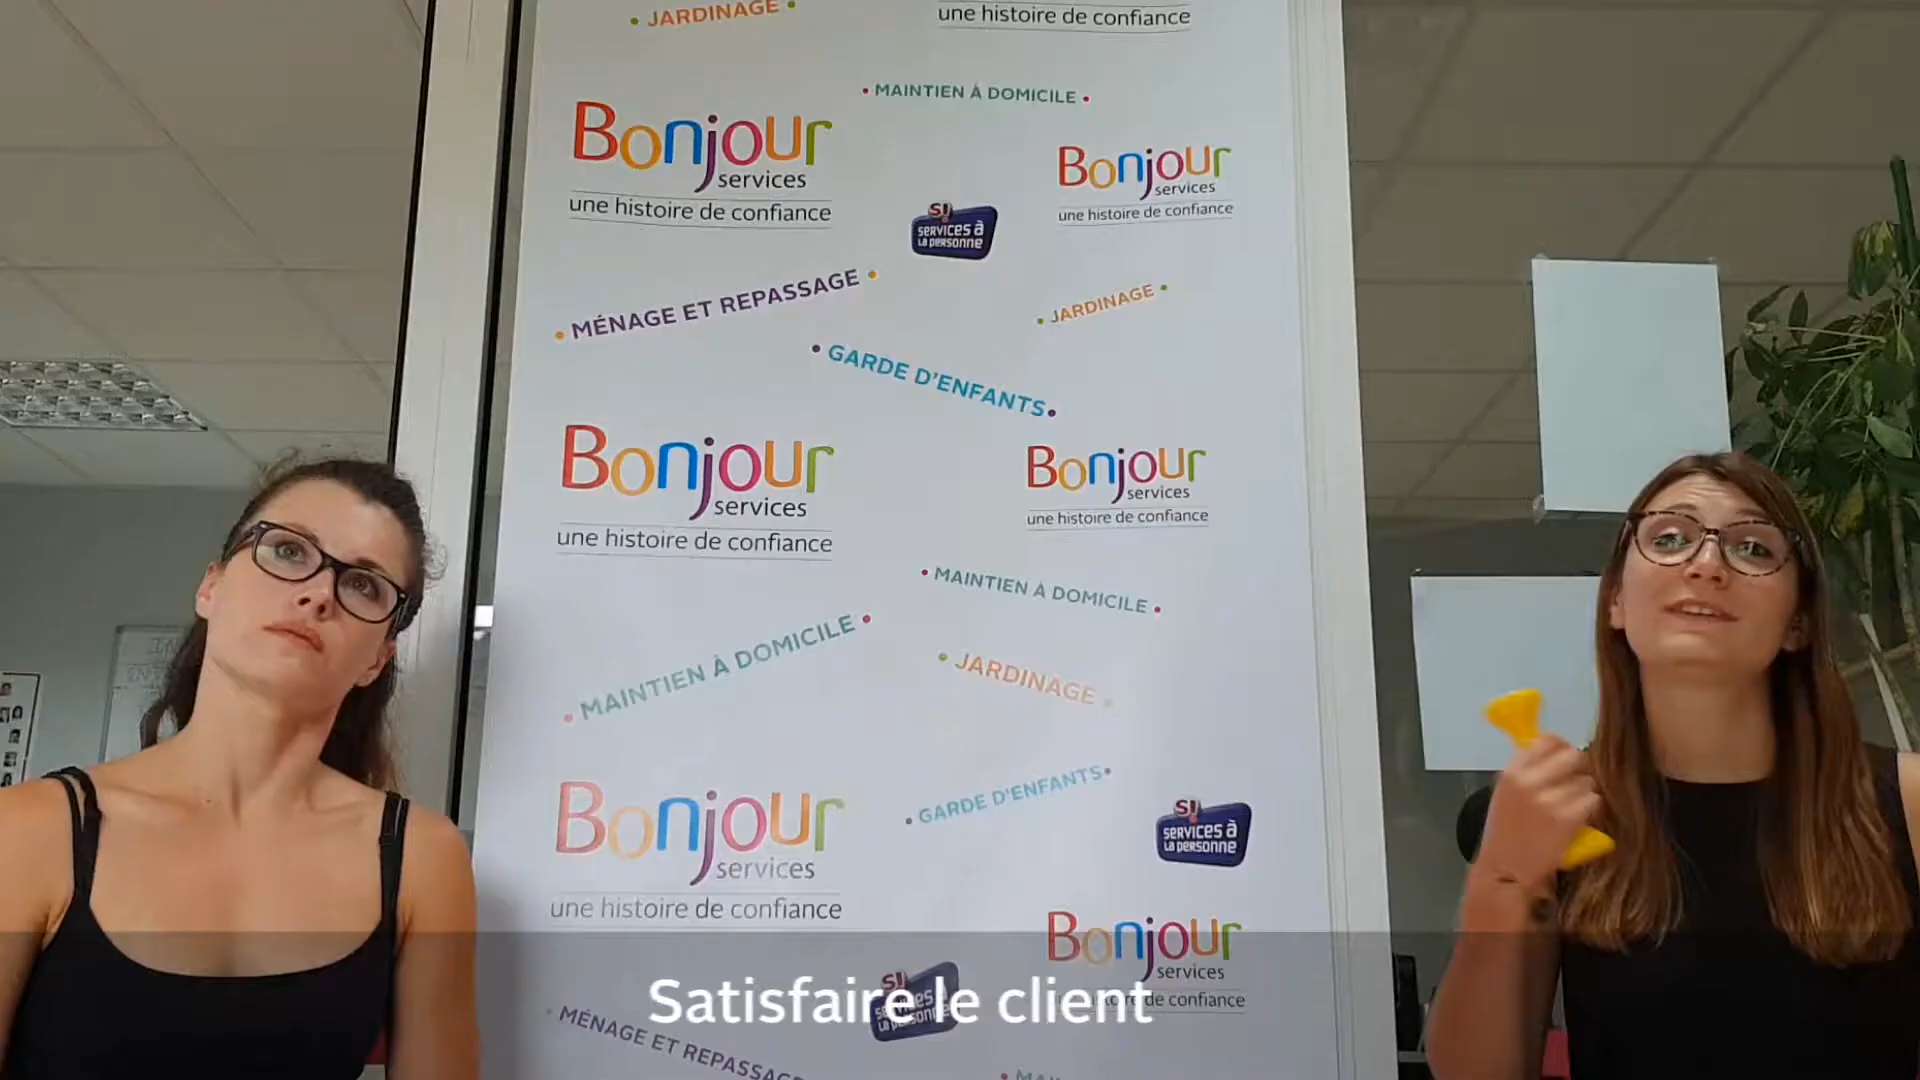 • JARDINAGE •
une histoire de confiance
• MAINTIEN À DOMICILE •
Bonjour
services
une histoire de confiance
Bonjour
services
une histoire de confiance
S!
SERVICES à
La PERSONNE
• MÉNAGE ET REPASSAGE •
• JARDINAGE •
• GARDE D'ENFANTS •
Bonjour
services
une histoire de confiance
Bonjour
services
une histoire de confiance
• MAINTIEN À DOMICILE •
• MAINTIEN À DOMICILE •
• JARDINAGE •
• GARDE D'ENFANTS •
Bonjour
services
une histoire de confiance
S!
SERVICES à
La PERSONNE
Bonjour
services
de confiance
S!
Satisfaire le client
• MÉNAGE ET REPASSAGE